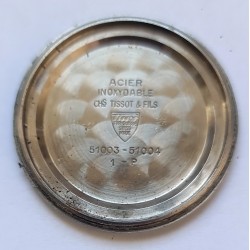 ACIER
INOXYDABLE
CHS TISSOT & FILS
51003-51004
1 - P